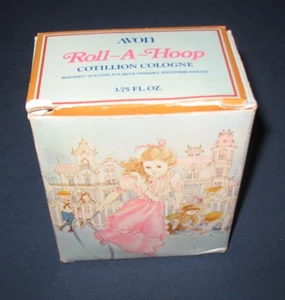 AVON
Roll-A-Hoop
COTILLION COLOGNE
3.75 FL. OZ.